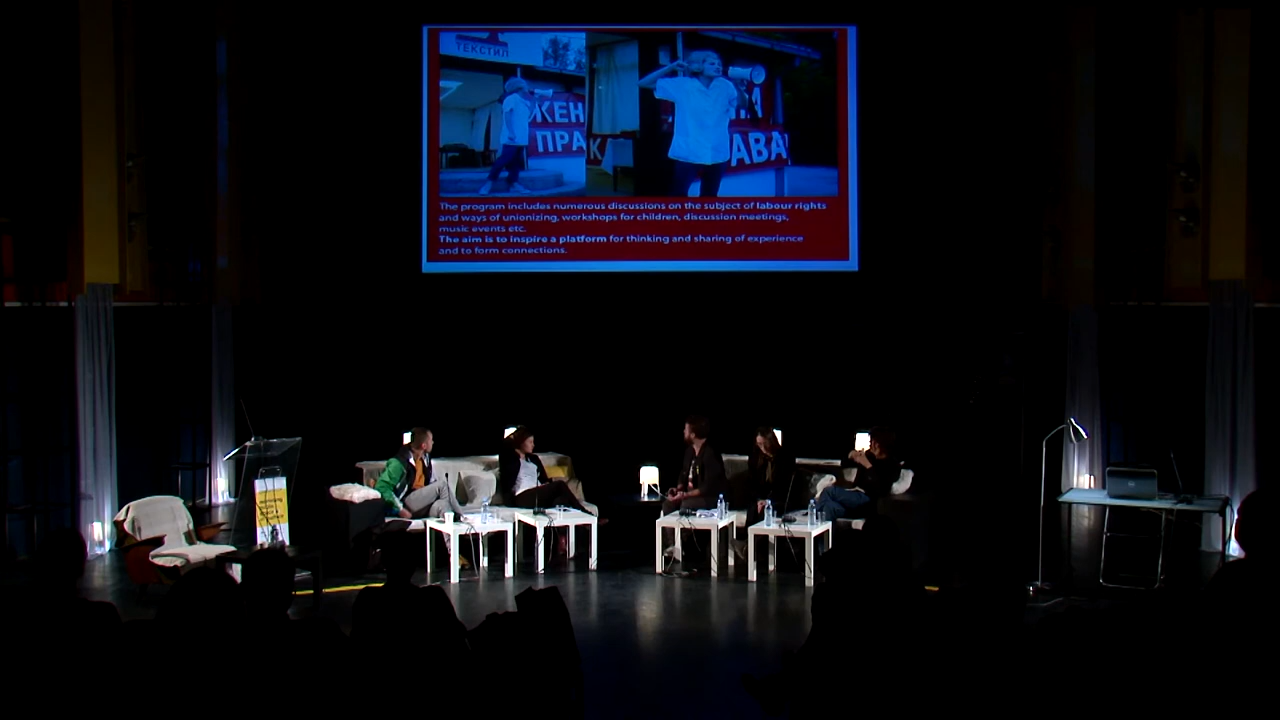 ТЕКСТИЛ
ЖЕН
ПРА
К
АВА
The program includes numerous discussions on the subject of labour rights
and ways of unionizing, workshops for children, discussion meetings,
music events etc.
The aim is to inspire a platform for thinking and sharing of experience
and to form connections.